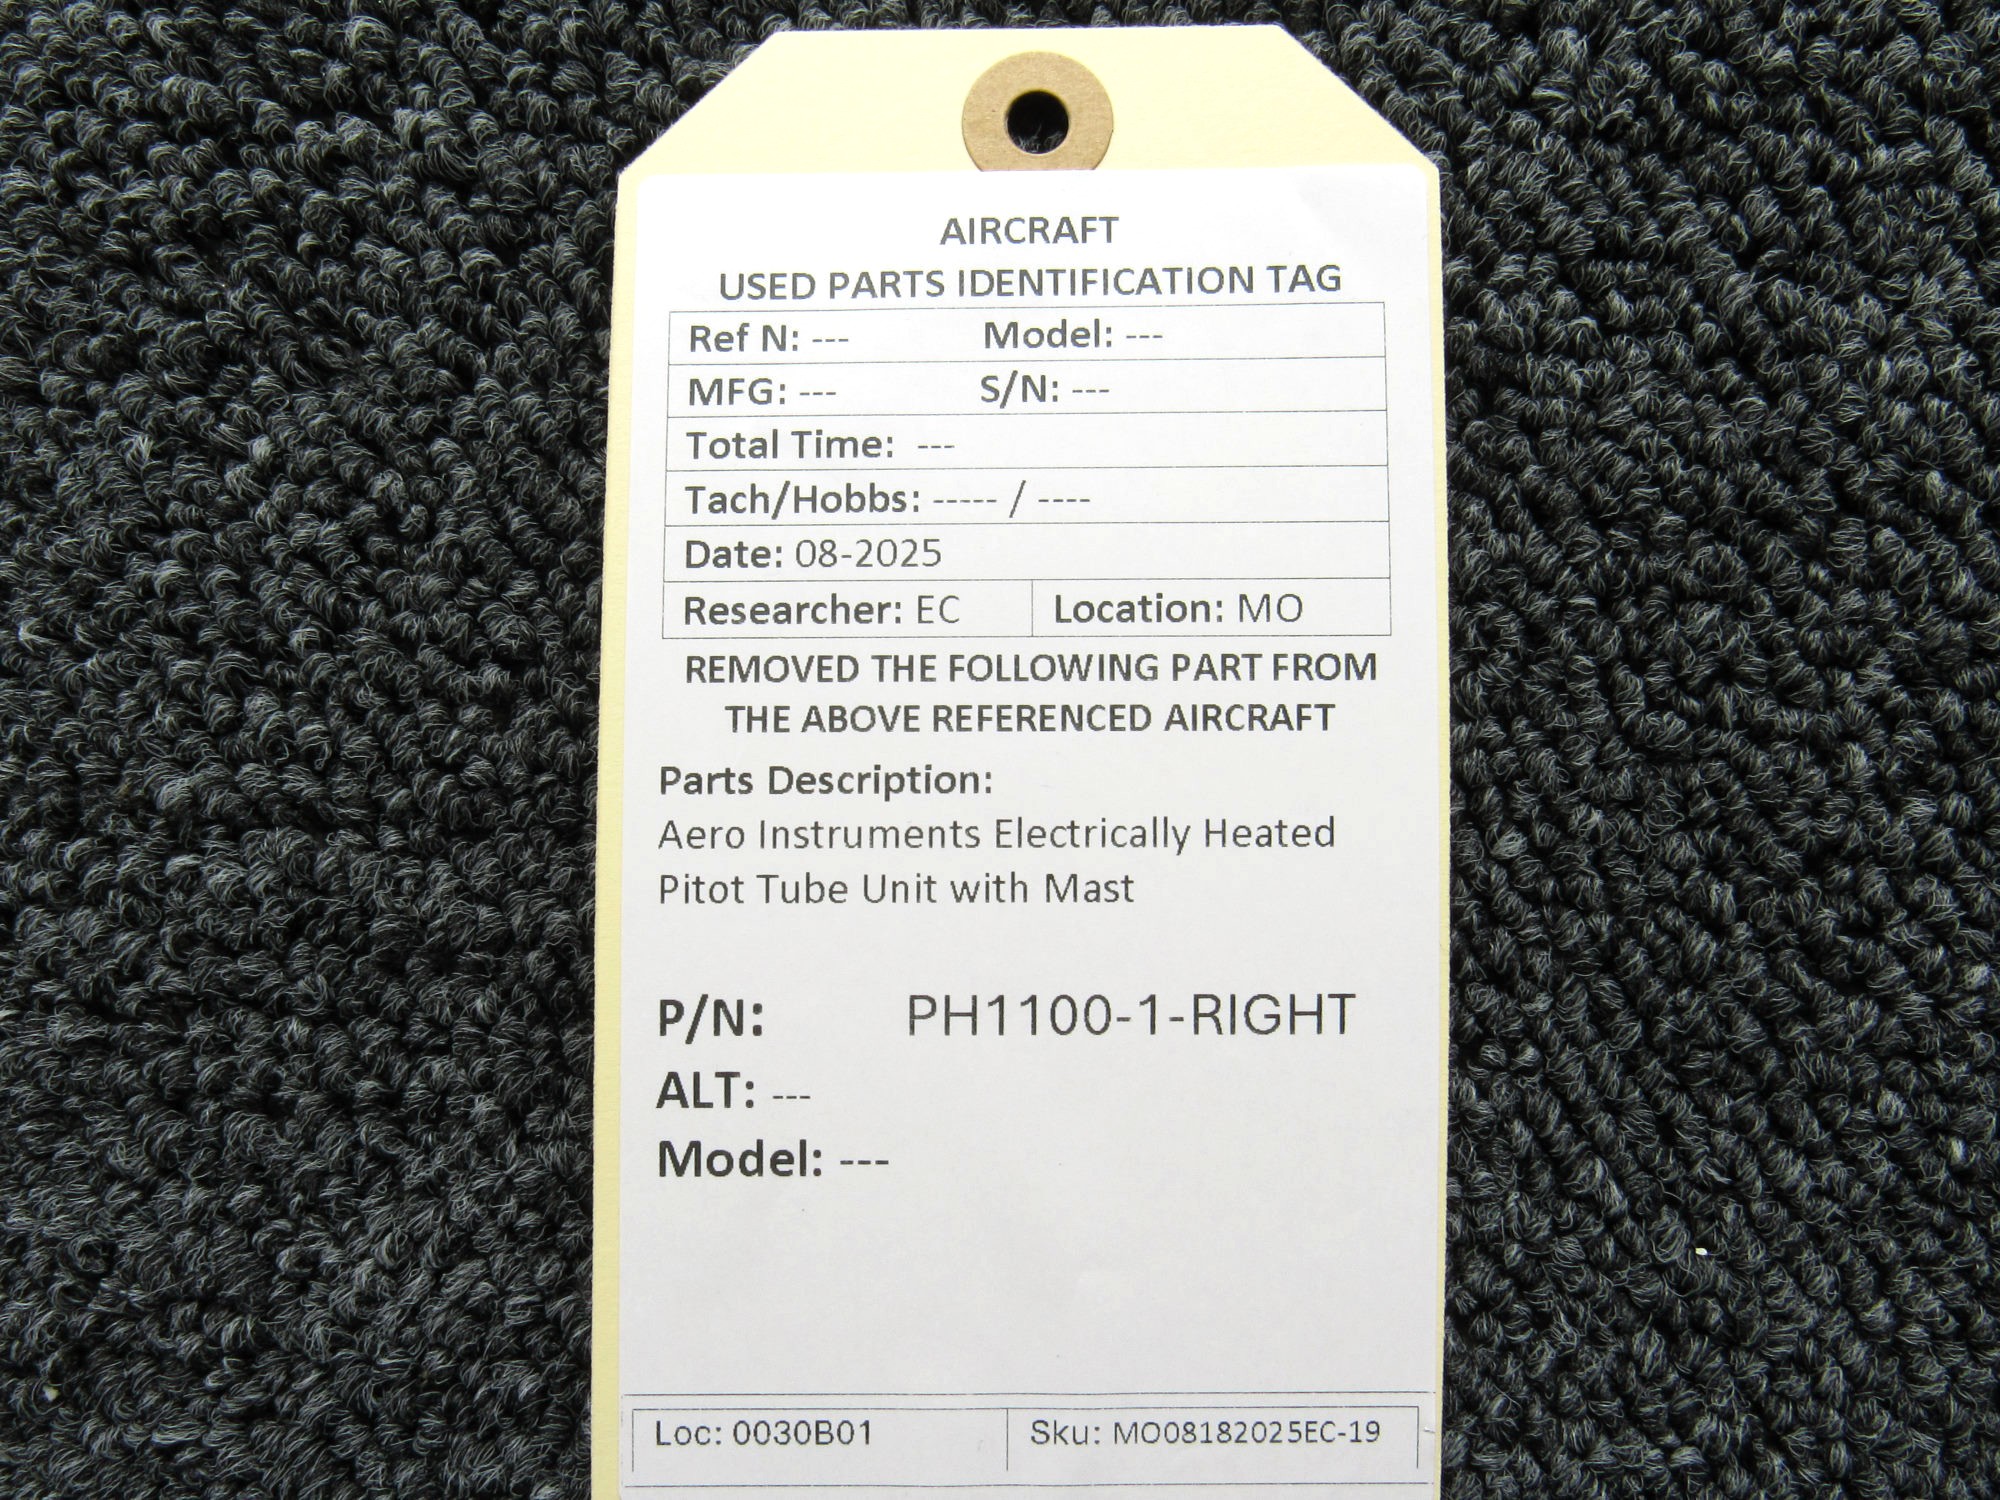 AIRCRAFT
USED PARTS IDENTIFICATION TAG
Ref N: --- Model: ---
MFG: --- S/N: ---
Total Time: ---
Tach/Hobbs: ----- / ----
Date: 08-2025
Researcher: EC Location: MO
REMOVED THE FOLLOWING PART FROM
THE ABOVE REFERENCED AIRCRAFT
Parts Description:
Aero Instruments Electrically Heated
Pitot Tube Unit with Mast
P/N: PH1100-1-RIGHT
ALT: ---
Model: ---
Loc: 0030B01 Sku: MO08182025EC-19